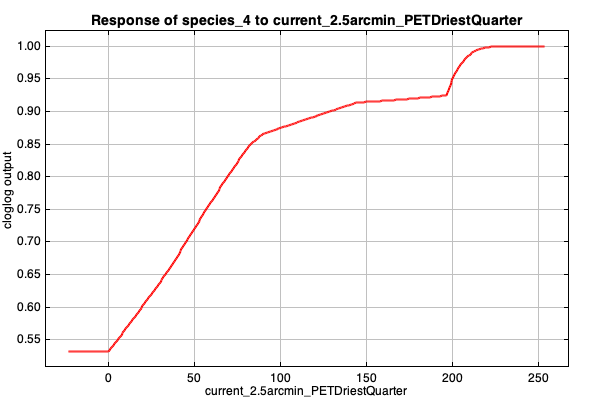 Response of species_4 to current_2.5arcmin_PETDriestQuarter
1.00
0.95
0.90
0.85
0.80
0.75
0.70
0.65
0.60
0.55
cloglog output
0 50 100 150 200 250
current_2.5arcmin_PETDriestQuarter